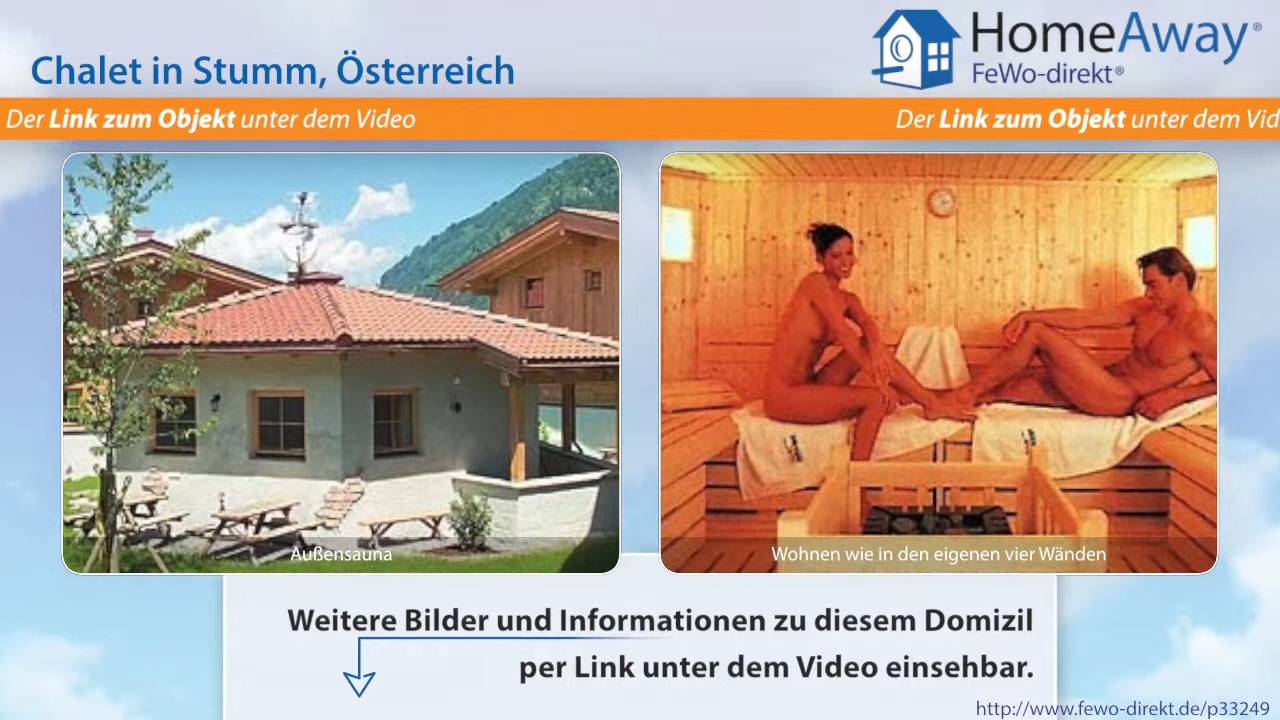 HomeAway®
FeWo-direkt®
Chalet in Stumm, Österreich
Der Link zum Objekt unter dem Video
Der Link zum Objekt unter dem Vid
Außensauna
Wohnen wie in den eigenen vier Wänden
Weitere Bilder und Informationen zu diesem Domizil
per Link unter dem Video einsehbar.
http://www.fewo-direkt.de/p33249